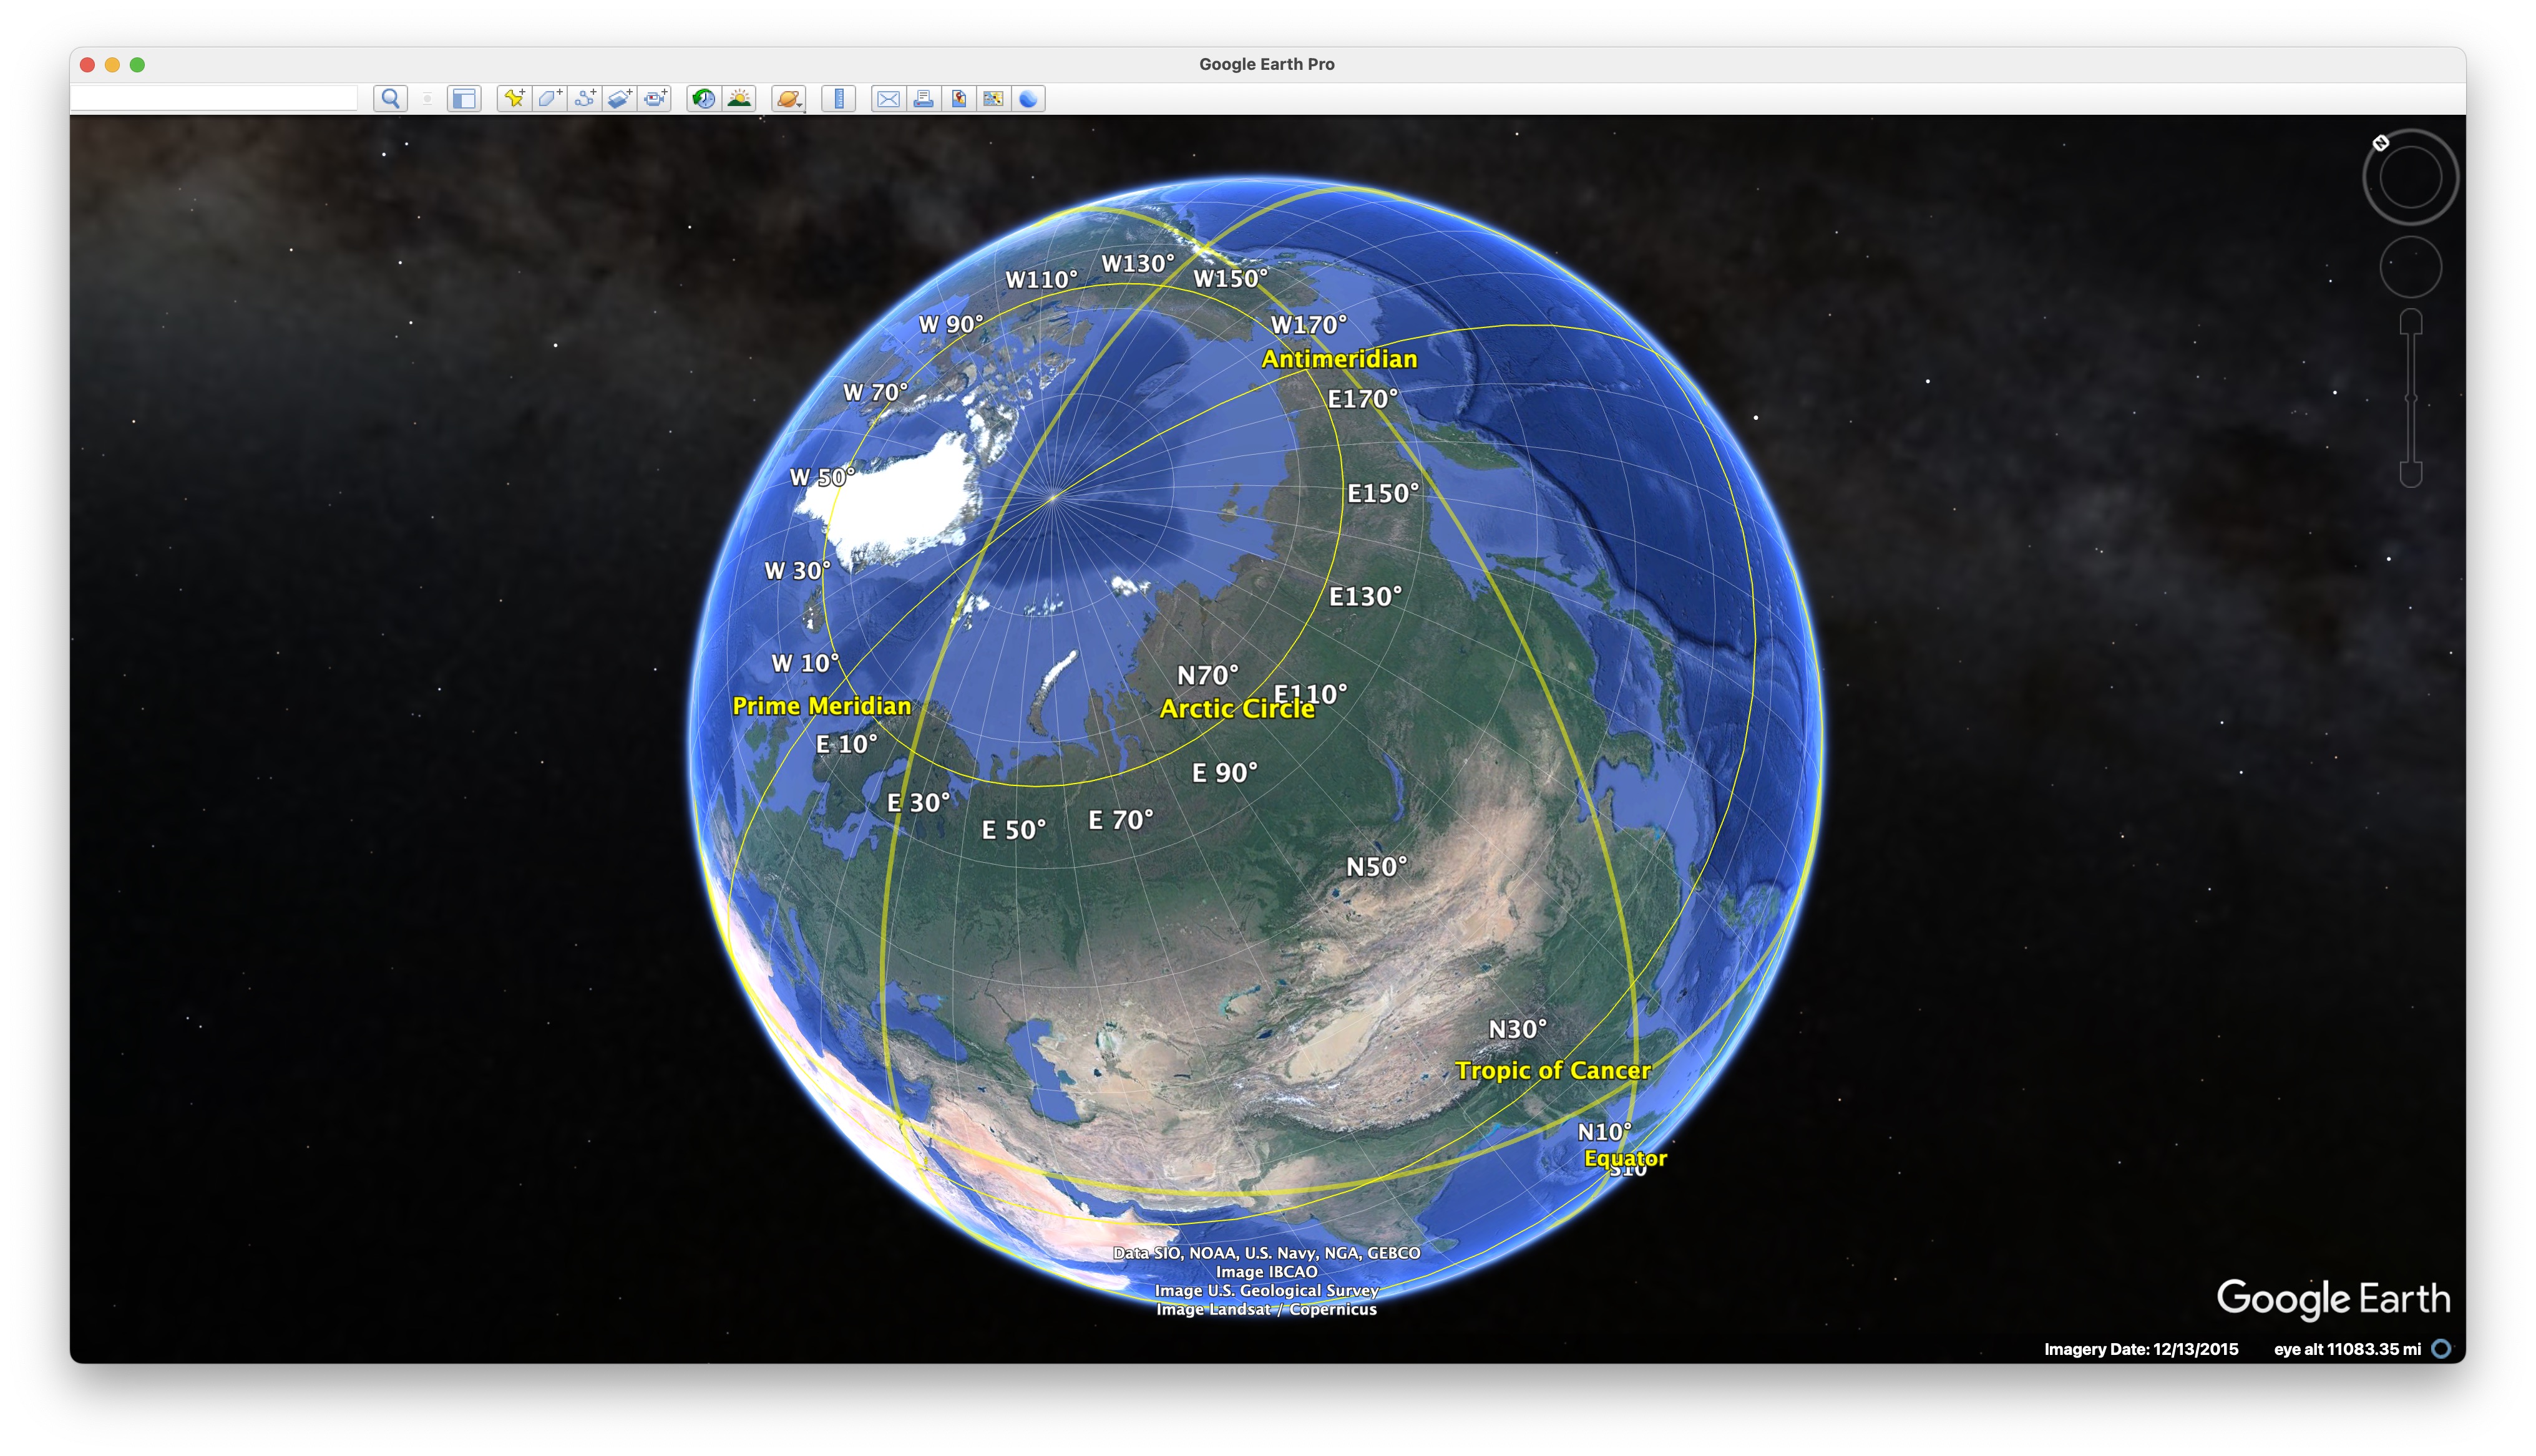 Google Earth Pro
W130°
W110°
W150°
W 90°
W170°
Antimeridian
W 70°
E170°
W 50°
E150°
W 30°
E130°
W 10°
N70°
E110°
Prime Meridian
Arctic Circle
E 10°
E 90°
E 30°
E 70°
E 50°
N50°
N30°
Tropic of Cancer
N10°
Equator
S10°
Data SIO, NOAA, U.S. Navy, NGA, GEBCO
Image IBCAO
Image U.S. Geological Survey
Image Landsat / Copernicus
Google Earth
Imagery Date: 12/13/2015 eye alt 11083.35 mi
N